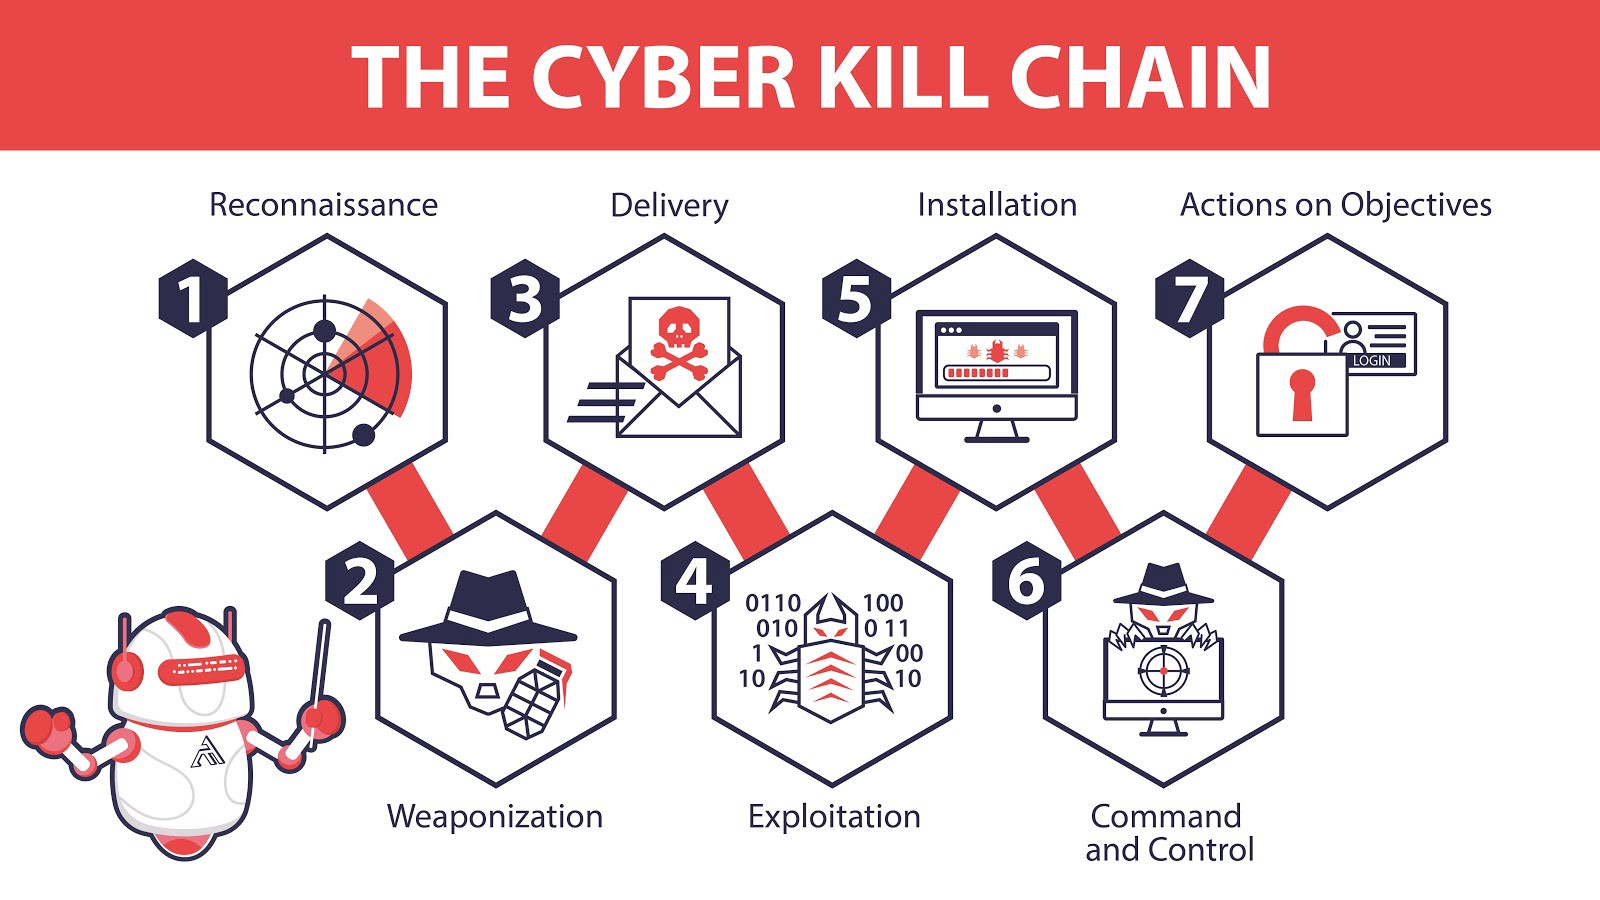 THE CYBER KILL CHAIN
Reconnaissance
Delivery
Installation
Actions on Objectives
1
3
5
7
LOGIN
2
4
6
0110 100
010 0 11
1 00
10 10
Weaponization
Exploitation
Command
and Control